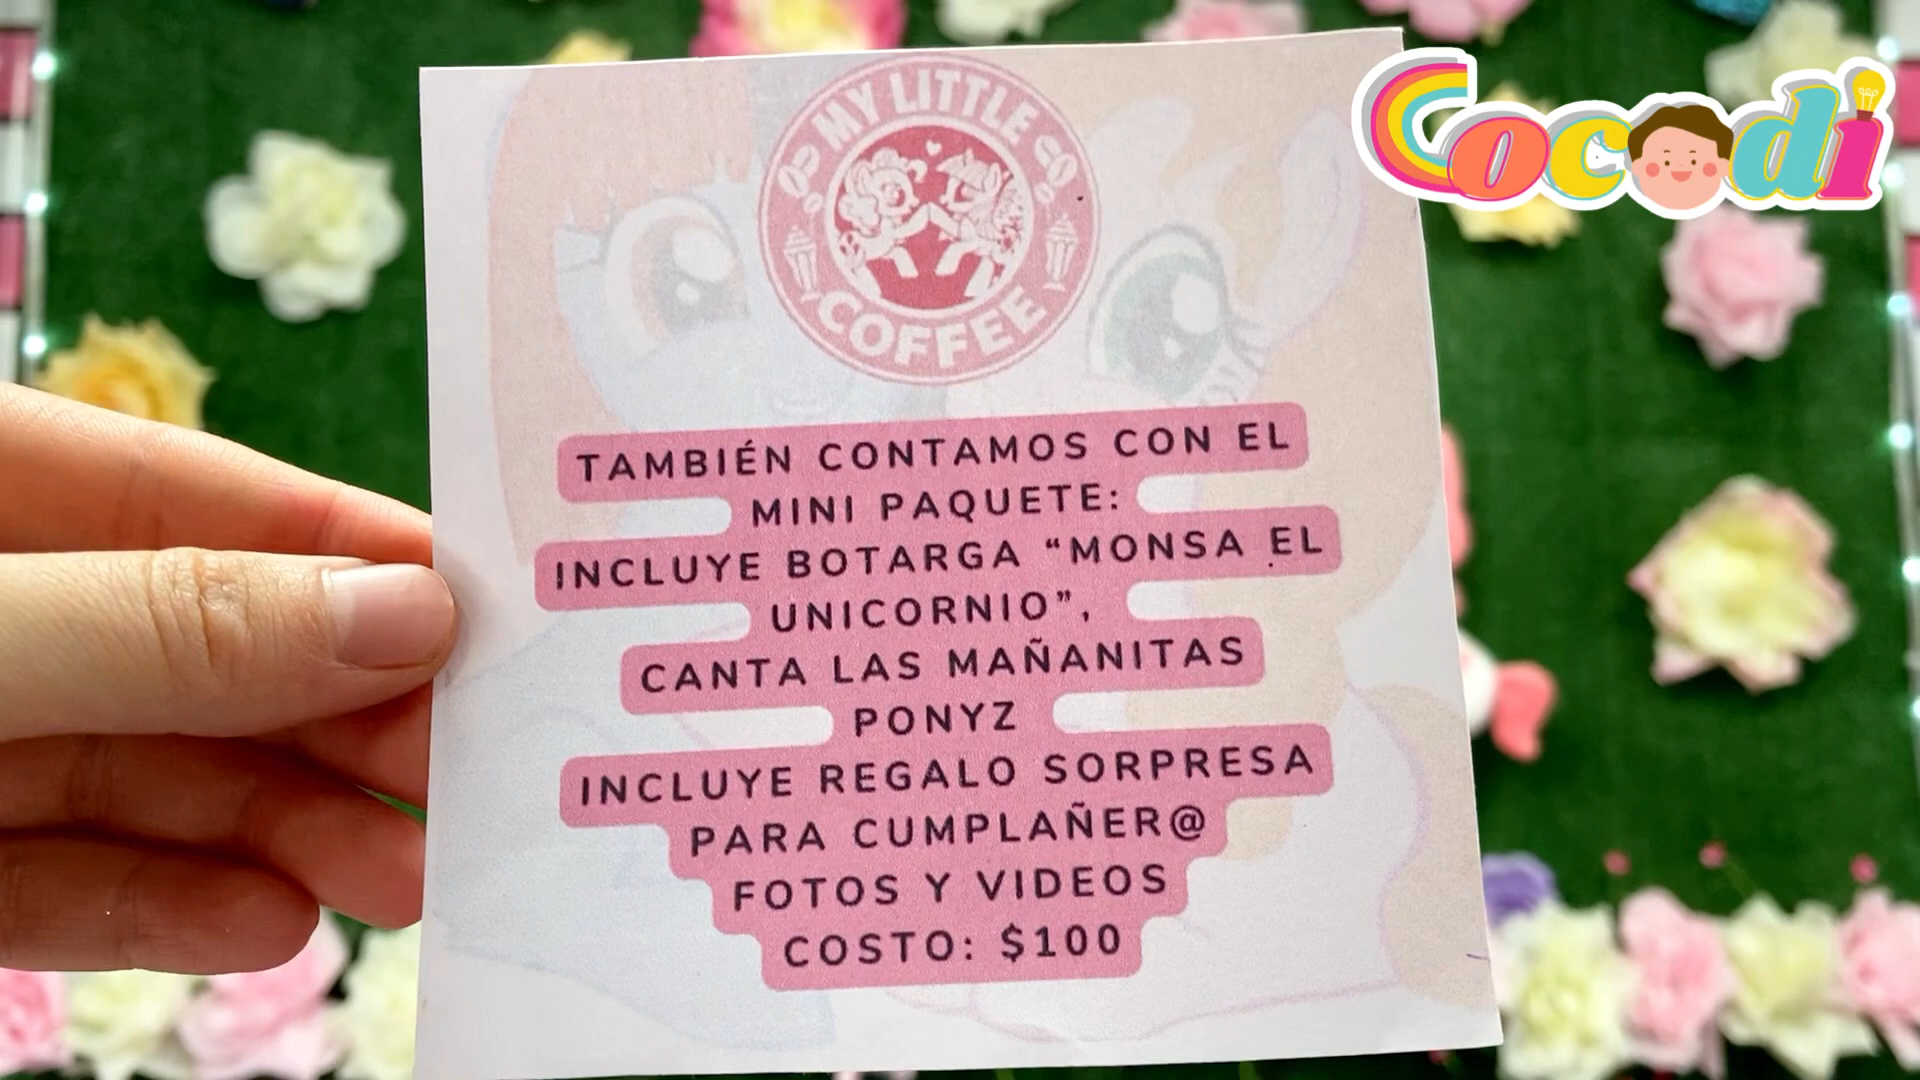 MY LITTLE
COFFEE
Cocodi
TAMBIÉN CONTAMOS CON EL
MINI PAQUETE:
INCLUYE BOTARGA “MONSA EL
UNICORNIO”,
CANTA LAS MAÑANITAS
PONYZ
INCLUYE REGALO SORPRESA
PARA CUMPLAÑER@
FOTOS Y VIDEOS
COSTO: $100